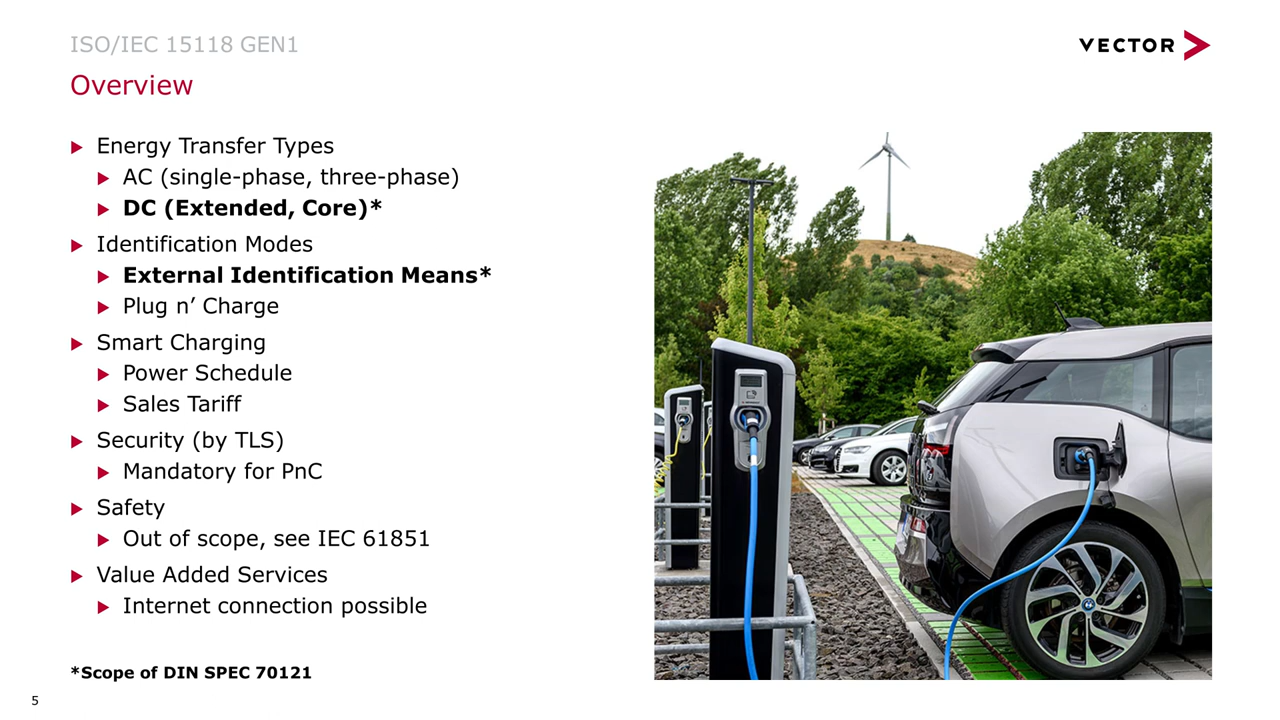 ISO/IEC 15118 GEN1
VECTOR
Overview
Energy Transfer Types
AC (single-phase, three-phase)
DC (Extended, Core)*
Identification Modes
External Identification Means*
Plug n’ Charge
Smart Charging
Power Schedule
Sales Tariff
Security (by TLS)
Mandatory for PnC
Safety
Out of scope, see IEC 61851
Value Added Services
Internet connection possible
*Scope of DIN SPEC 70121
5